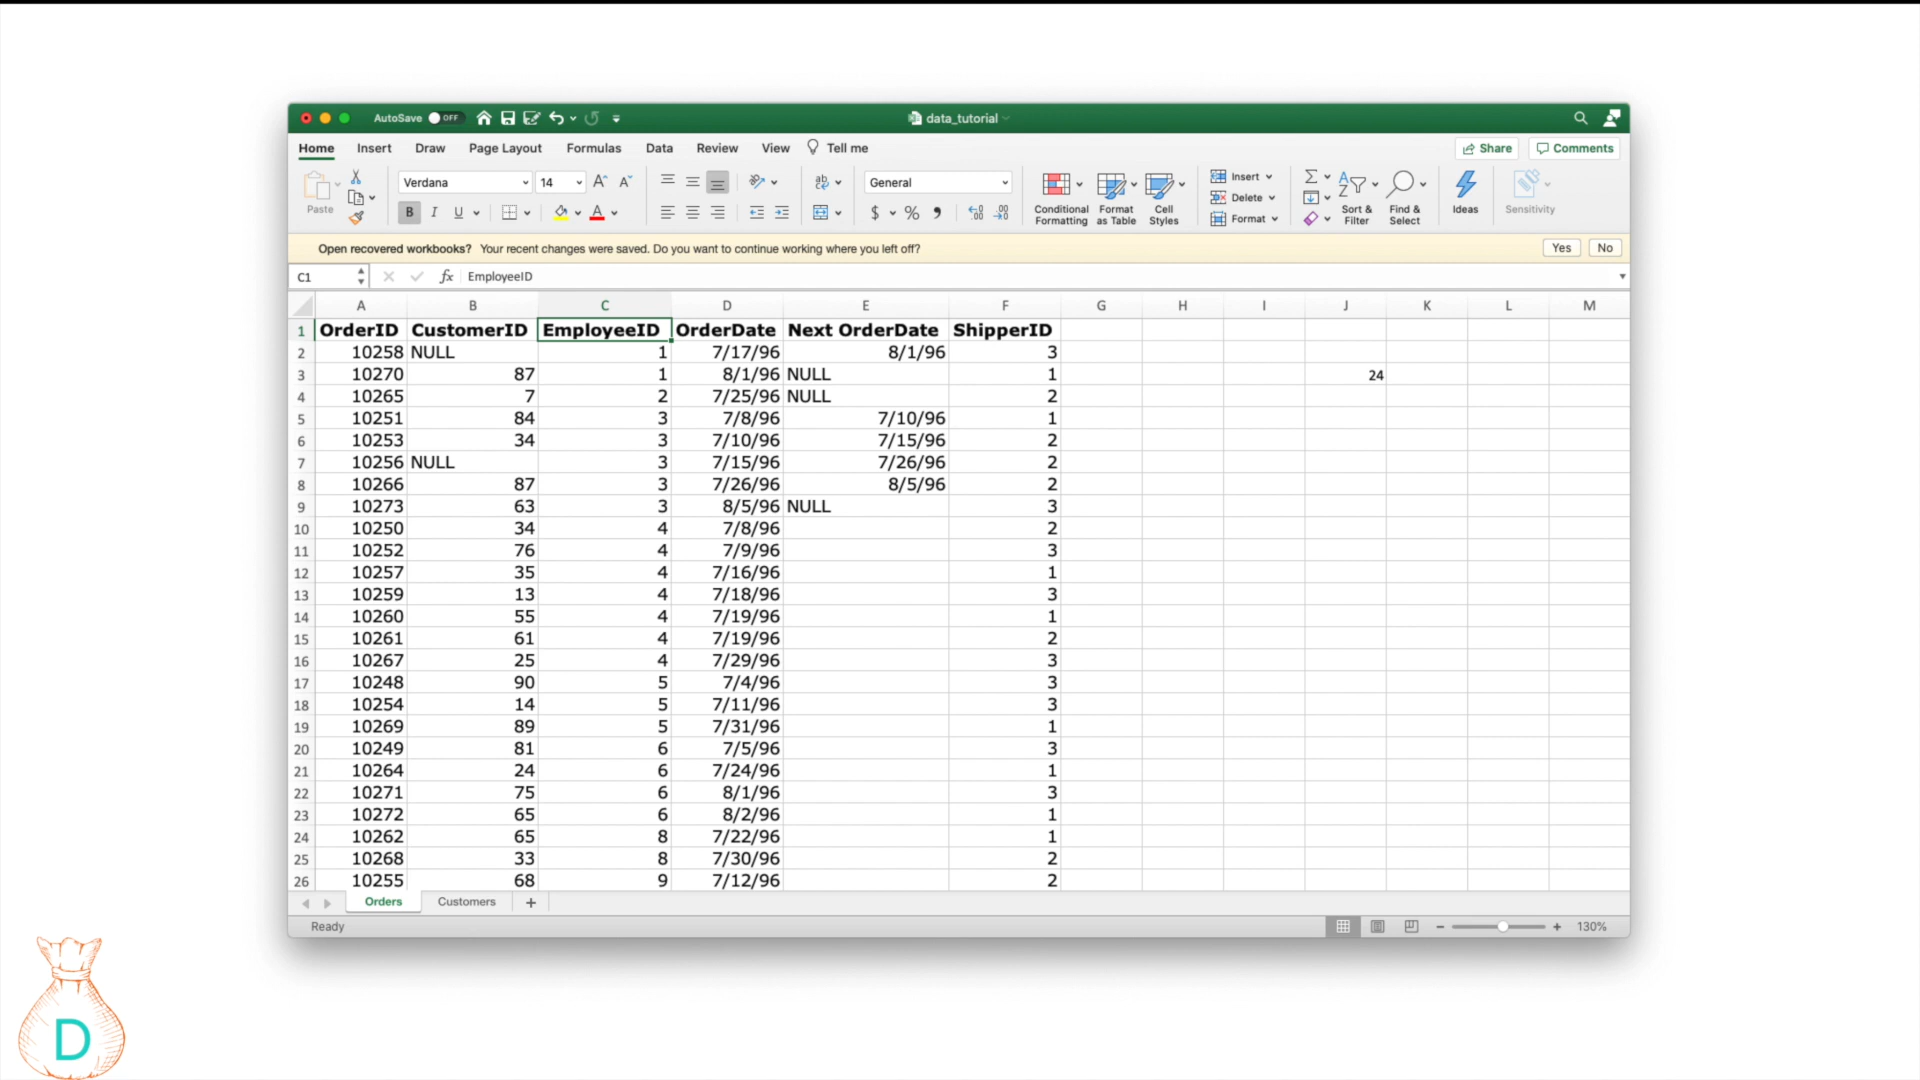 AutoSave OFF data_tutorial
Home Insert Draw Page Layout Formulas Data Review View Tell me Share Comments
Paste Verdana 14 General Conditional Formatting Format as Table Cell Styles Insert Delete Format Sort & Filter Find & Select Ideas Sensitivity
B I U $ % ,
Open recovered workbooks? Your recent changes were saved. Do you want to continue working where you left off? Yes No
C1 fx EmployeeID
A B C D E F G H I J K L M
1 OrderID CustomerID EmployeeID OrderDate Next OrderDate ShipperID
2 10258 NULL 1 7/17/96 8/1/96 3
3 10270 87 1 8/1/96 NULL 1 24
4 10265 7 2 7/25/96 NULL 2
5 10251 84 3 7/8/96 7/10/96 1
6 10253 34 3 7/10/96 7/15/96 2
7 10256 NULL 3 7/15/96 7/26/96 2
8 10266 87 3 7/26/96 8/5/96 2
9 10273 63 3 8/5/96 NULL 3
10 10250 34 4 7/8/96 2
11 10252 76 4 7/9/96 3
12 10257 35 4 7/16/96 1
13 10259 13 4 7/18/96 3
14 10260 55 4 7/19/96 1
15 10261 61 4 7/19/96 2
16 10267 25 4 7/29/96 3
17 10248 90 5 7/4/96 3
18 10254 14 5 7/11/96 3
19 10269 89 5 7/31/96 1
20 10249 81 6 7/5/96 3
21 10264 24 6 7/24/96 1
22 10271 75 6 8/1/96 3
23 10272 65 6 8/2/96 1
24 10262 65 8 7/22/96 1
25 10268 33 8 7/30/96 2
26 10255 68 9 7/12/96 2
Orders Customers +
Ready 130%
D